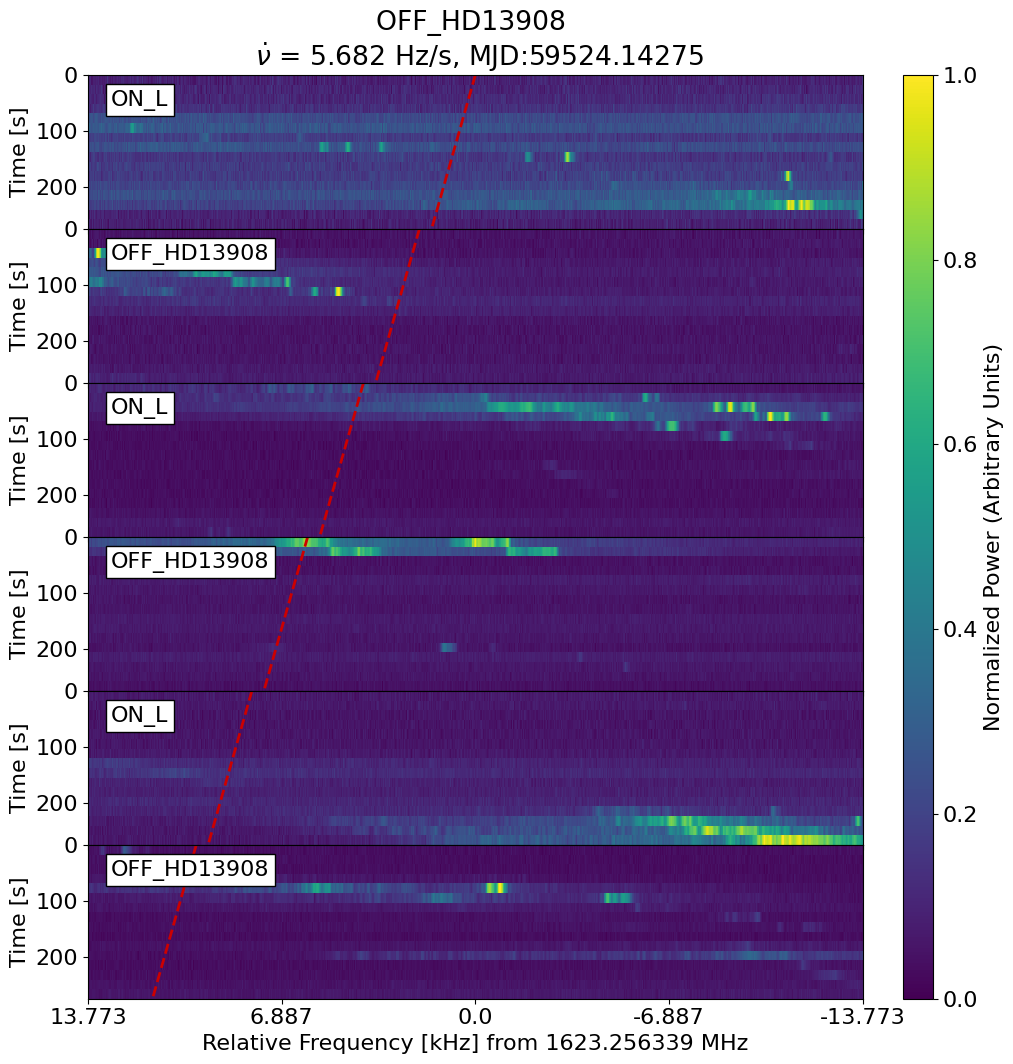 OFF_HD13908
ν̇ = 5.682 Hz/s, MJD:59524.14275
0
100
200
Time [s]
ON_L
0
100
200
Time [s]
OFF_HD13908
0
100
200
Time [s]
ON_L
0
100
200
Time [s]
OFF_HD13908
0
100
200
Time [s]
ON_L
0
100
200
Time [s]
OFF_HD13908
13.773 6.887 0.0 -6.887 -13.773
Relative Frequency [kHz] from 1623.256339 MHz
1.0
0.8
0.6
0.4
0.2
0.0
Normalized Power (Arbitrary Units)